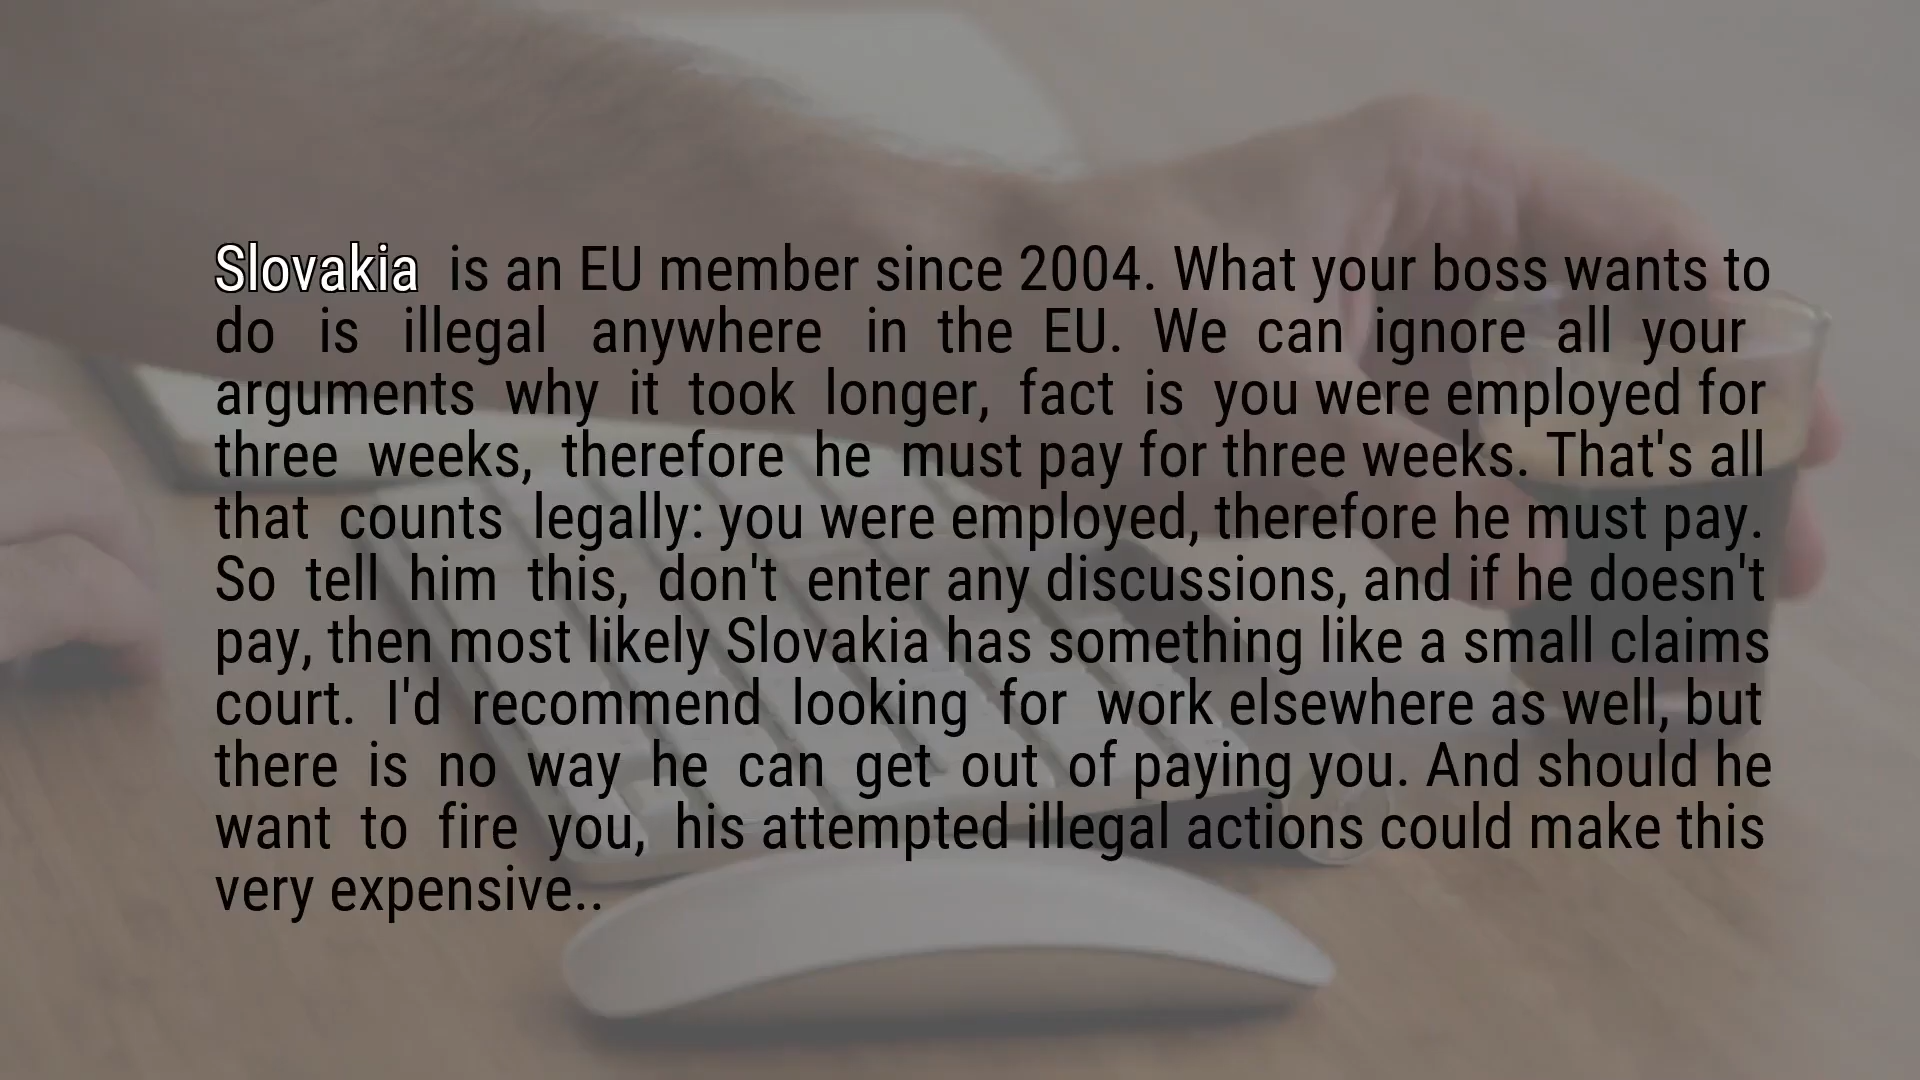 Slovakia is an EU member since 2004. What your boss wants to
do is illegal anywhere in the EU. We can ignore all your
arguments why it took longer, fact is you were employed for
three weeks, therefore he must pay for three weeks. That's all
that counts legally: you were employed, therefore he must pay.
So tell him this, don't enter any discussions, and if he doesn't
pay, then most likely Slovakia has something like a small claims
court. I'd recommend looking for work elsewhere as well, but
there is no way he can get out of paying you. And should he
want to fire you, his attempted illegal actions could make this
very expensive..